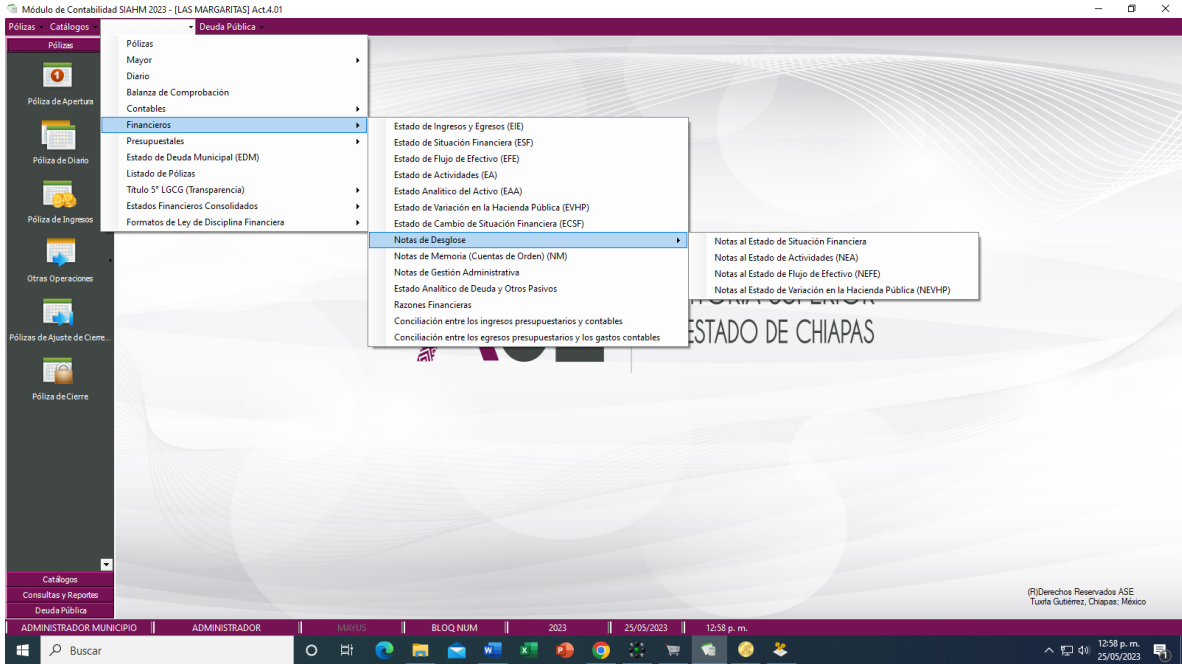 Módulo de Contabilidad SIAHM 2023 - [LAS MARGARITAS] Act.4.01
Pólizas Catálogos Deuda Pública
Pólizas
Póliza de Apertura
Póliza de Diario
Póliza de Ingresos
Otras Operaciones
Pólizas de Ajuste de Cierre...
Póliza de Cierre
Catálogos
Consultas y Reportes
Deuda Pública
Pólizas
Mayor
Diario
Balanza de Comprobación
Contables
Financieros
Presupuestales
Estado de Deuda Municipal (EDM)
Listado de Pólizas
Título 5° LGCG (Transparencia)
Estados Financieros Consolidados
Formatos de Ley de Disciplina Financiera
Estado de Ingresos y Egresos (EIE)
Estado de Situación Financiera (ESF)
Estado de Flujo de Efectivo (EFE)
Estado de Actividades (EA)
Estado Analitico del Activo (EAA)
Estado de Variación en la Hacienda Pública (EVHP)
Estado de Cambio de Situación Financiera (ECSF)
Notas de Desglose
Notas de Memoria (Cuentas de Orden) (NM)
Notas de Gestión Administrativa
Estado Analítico de Deuda y Otros Pasivos
Razones Financieras
Conciliación entre los ingresos presupuestarios y contables
Conciliación entre los egresos presupuestarios y los gastos contables
Notas al Estado de Situación Financiera
Notas al Estado de Actividades (NEA)
Notas al Estado de Flujo de Efectivo (NEFE)
Notas al Estado de Variación en la Hacienda Pública (NEVHP)
ESTADO DE CHIAPAS
(R)Derechos Reservados ASE
Tuxtla Gutiérrez, Chiapas; México
ADMINISTRADOR MUNICIPIO ADMINISTRADOR MAYUS BLOQ NUM 2023 25/05/2023 12:58 p. m.
Buscar
12:58 p. m.
25/05/2023
1